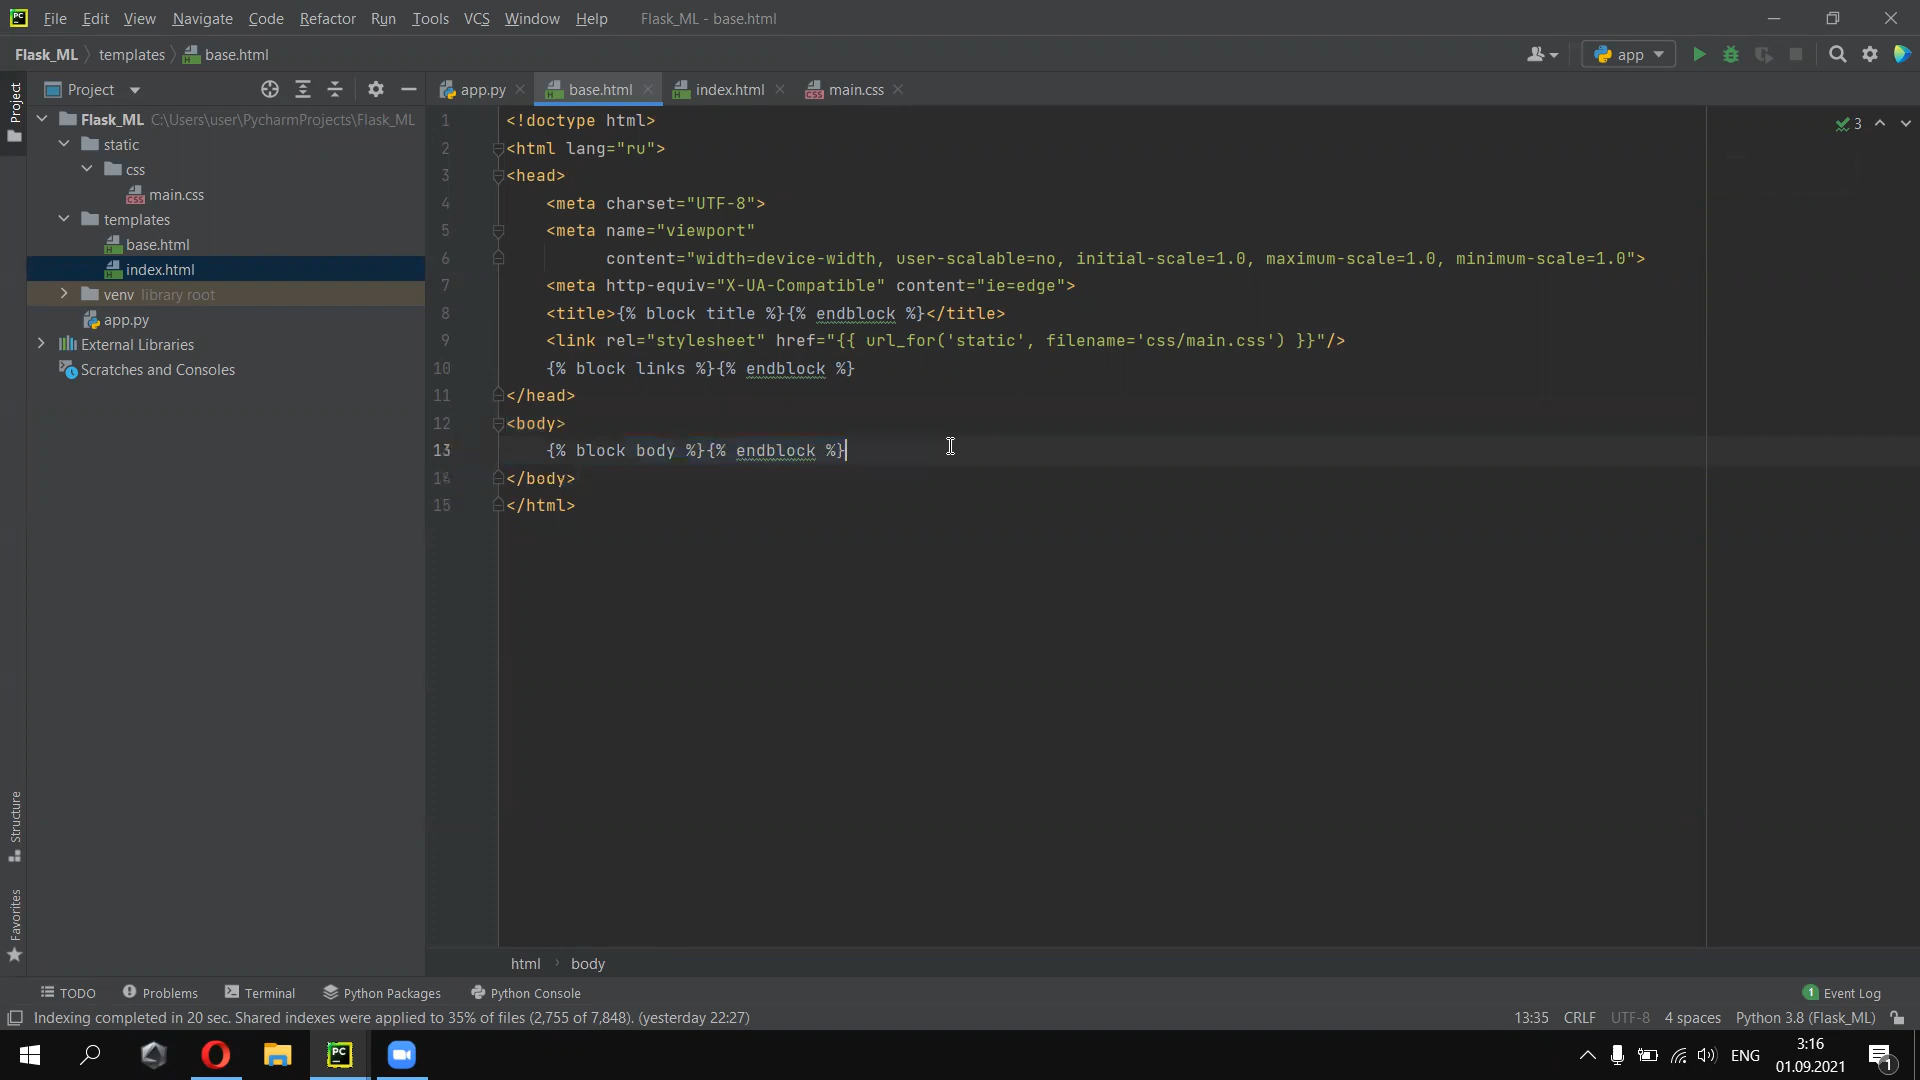 PC File Edit View Navigate Code Refactor Run Tools VCS Window Help Flask_ML - base.html
Flask_ML templates base.html app
Project Project app.py base.html index.html main.css
Flask_ML C:\Users\user\PycharmProjects\Flask_ML
static
css
main.css
templates
base.html
index.html
venv library root
app.py
External Libraries
Scratches and Consoles
1 <!doctype html>
2 <html lang="ru">
3 <head>
4 <meta charset="UTF-8">
5 <meta name="viewport"
6 content="width=device-width, user-scalable=no, initial-scale=1.0, maximum-scale=1.0, minimum-scale=1.0">
7 <meta http-equiv="X-UA-Compatible" content="ie=edge">
8 <title>{% block title %}{% endblock %}</title>
9 <link rel="stylesheet" href="{{ url_for('static', filename='css/main.css') }}"/>
10 {% block links %}{% endblock %}
11 </head>
12 <body>
13 {% block body %}{% endblock %}
14 </body>
15 </html>
3
Structure
Favorites
html body
TODO Problems Terminal Python Packages Python Console 1 Event Log
Indexing completed in 20 sec. Shared indexes were applied to 35% of files (2,755 of 7,848). (yesterday 22:27) 13:35 CRLF UTF-8 4 spaces Python 3.8 (Flask_ML)
PC ENG 3:16
01.09.2021 1